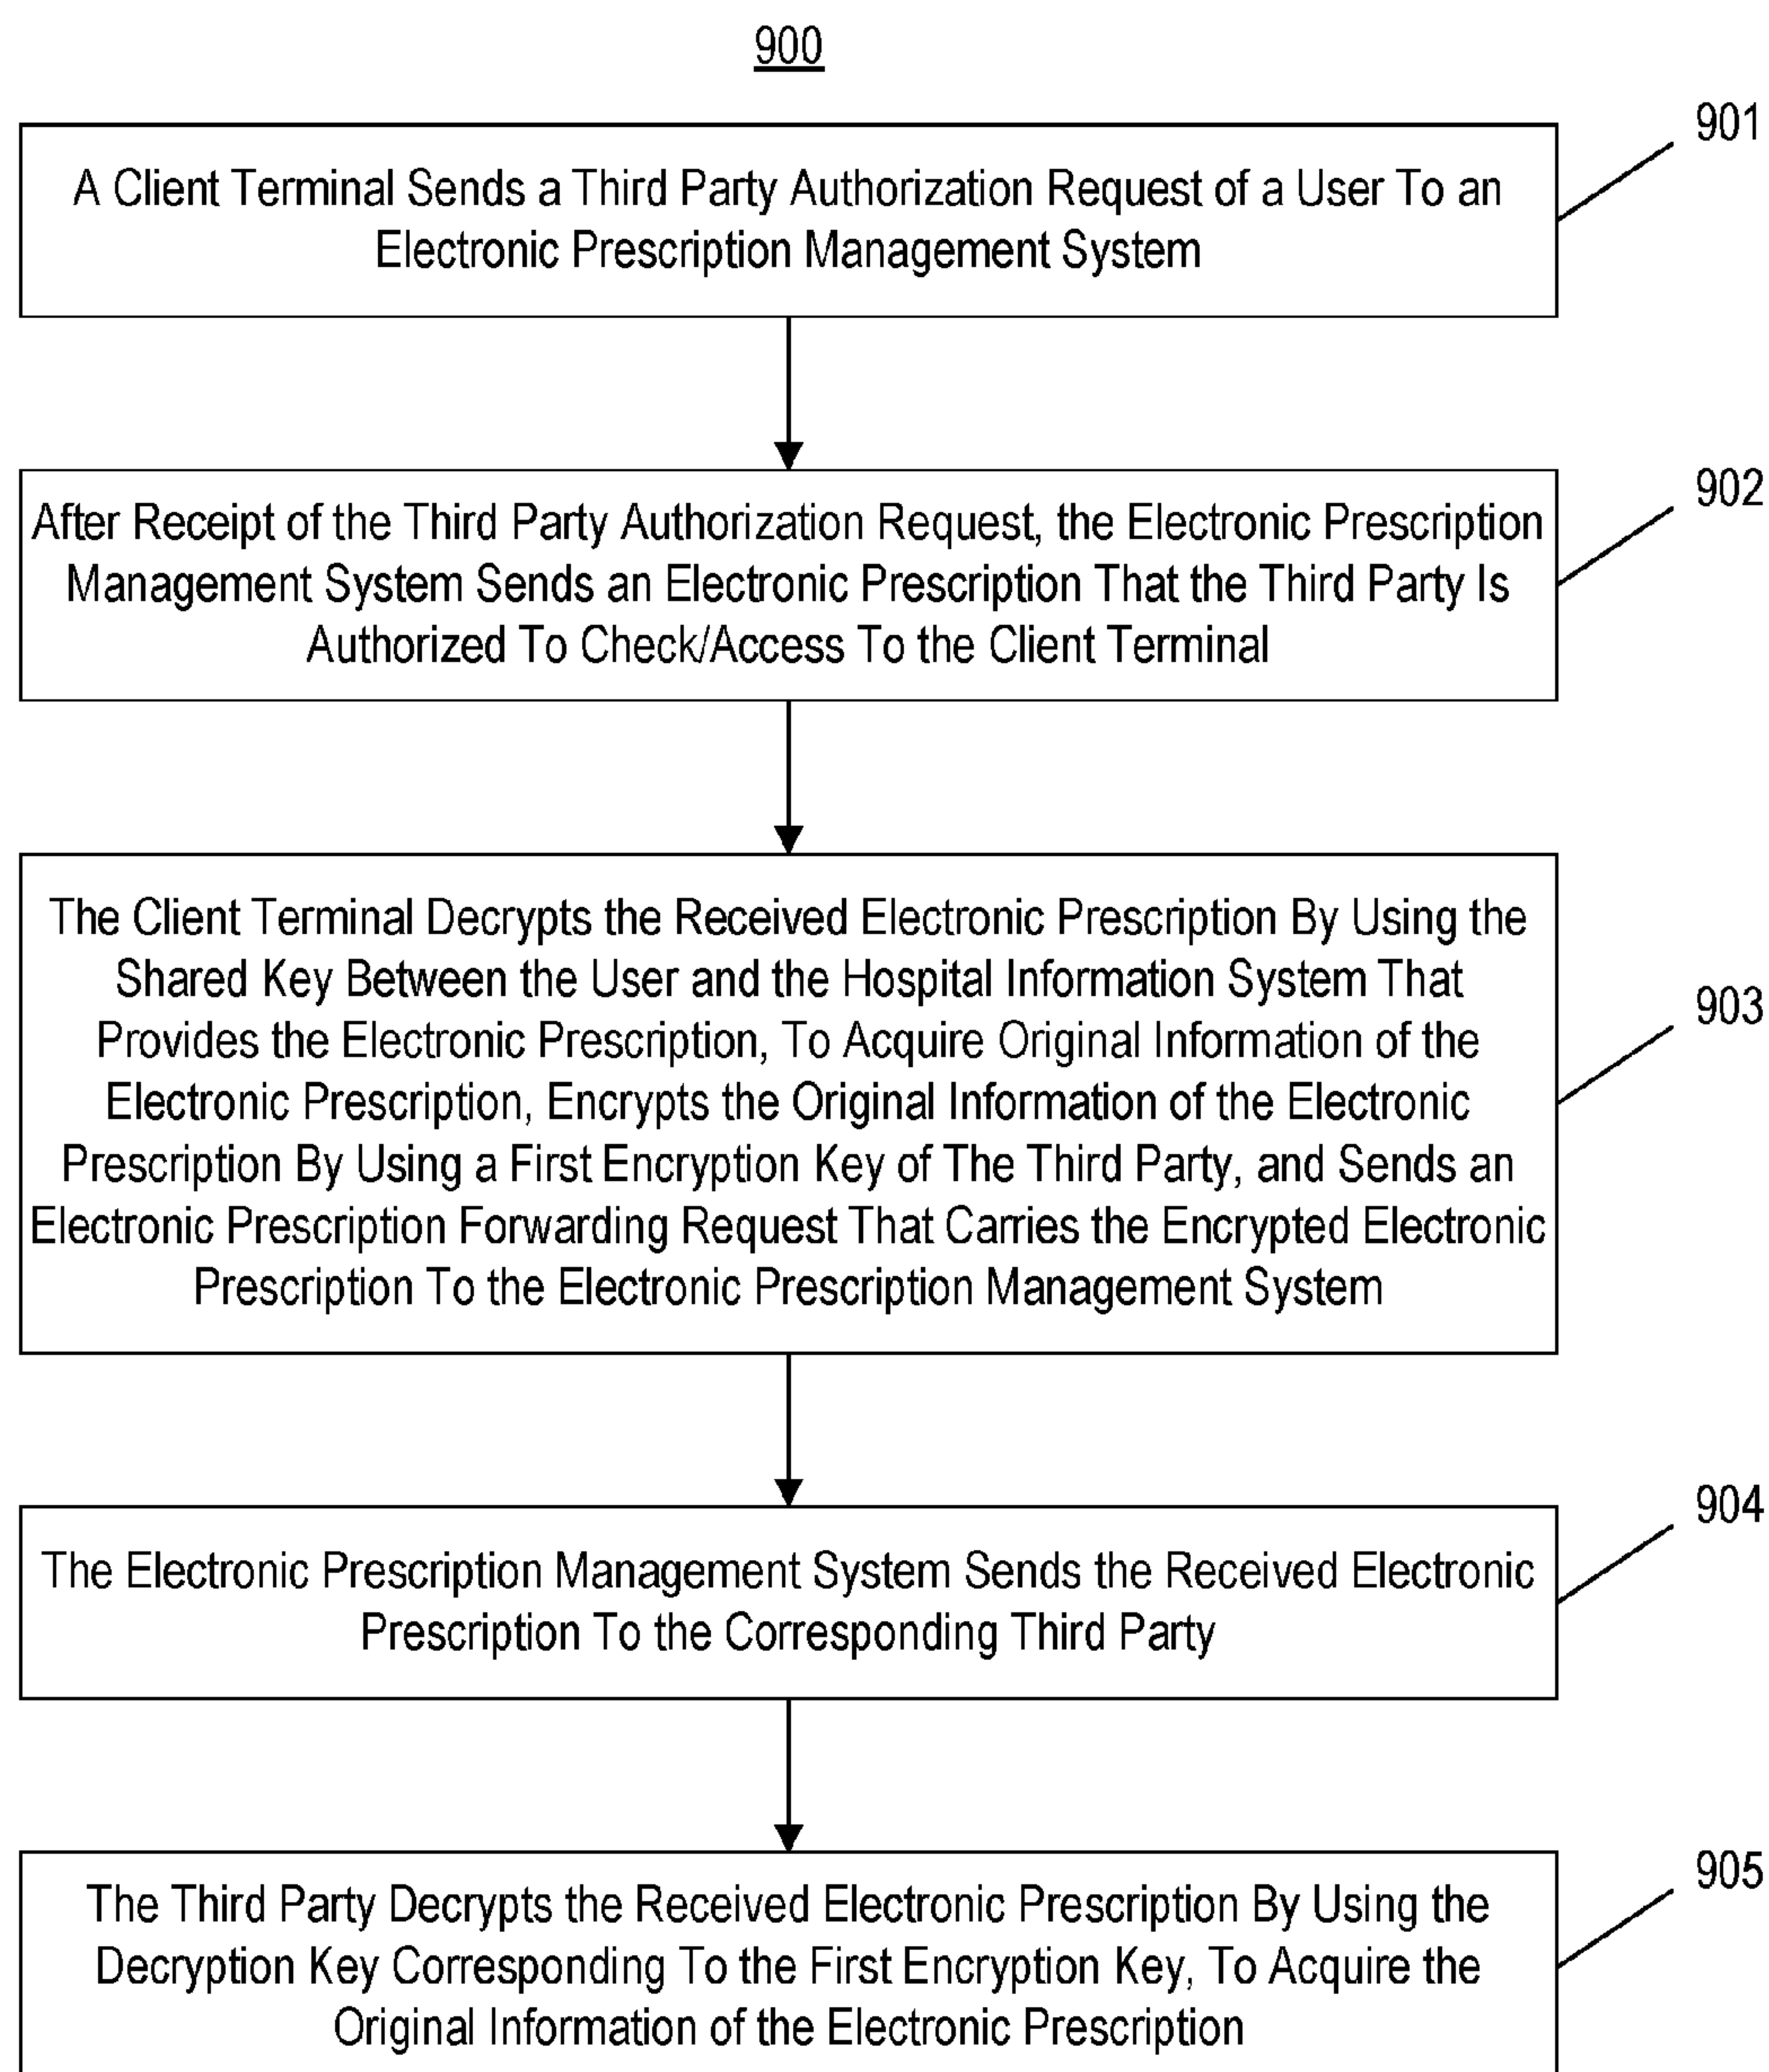 900
901
A Client Terminal Sends a Third Party Authorization Request of a User To an
Electronic Prescription Management System
902
After Receipt of the Third Party Authorization Request, the Electronic Prescription
Management System Sends an Electronic Prescription That the Third Party Is
Authorized To Check/Access To the Client Terminal
903
The Client Terminal Decrypts the Received Electronic Prescription By Using the
Shared Key Between the User and the Hospital Information System That
Provides the Electronic Prescription, To Acquire Original Information of the
Electronic Prescription, Encrypts the Original Information of the Electronic
Prescription By Using a First Encryption Key of The Third Party, and Sends an
Electronic Prescription Forwarding Request That Carries the Encrypted Electronic
Prescription To the Electronic Prescription Management System
904
The Electronic Prescription Management System Sends the Received Electronic
Prescription To the Corresponding Third Party
905
The Third Party Decrypts the Received Electronic Prescription By Using the
Decryption Key Corresponding To the First Encryption Key, To Acquire the
Original Information of the Electronic Prescription